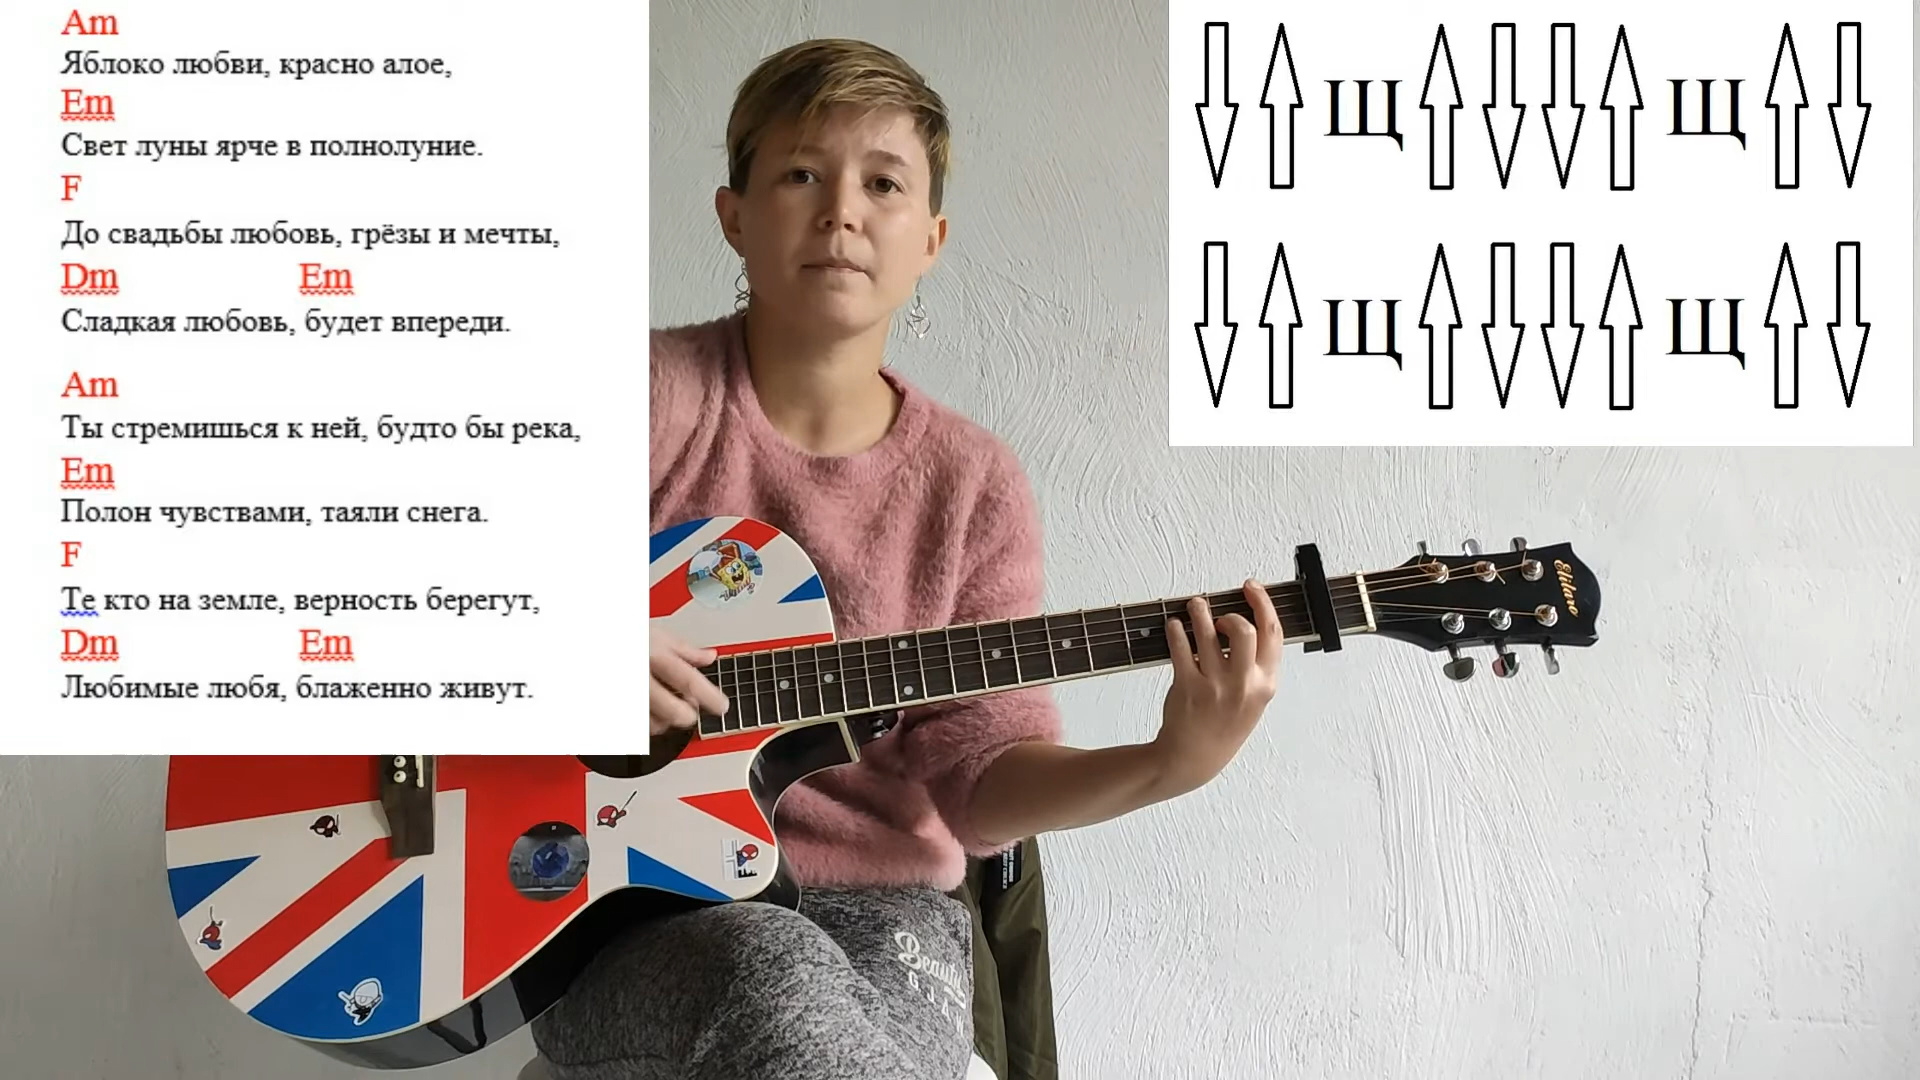 Am
Яблоко любви, красно алое,
Em
Свет луны ярче в полнолуние.
F
До свадьбы любовь, грёзы и мечты,
Dm Em
Сладкая любовь, будет впереди.
Am
Ты стремишься к ней, будто бы река,
Em
Полон чувствами, таяли снега.
F
Те кто на земле, верность берегут,
Dm Em
Любимые любя, блаженно живут.
Щ Щ
Щ Щ
Elitaro
Beauty